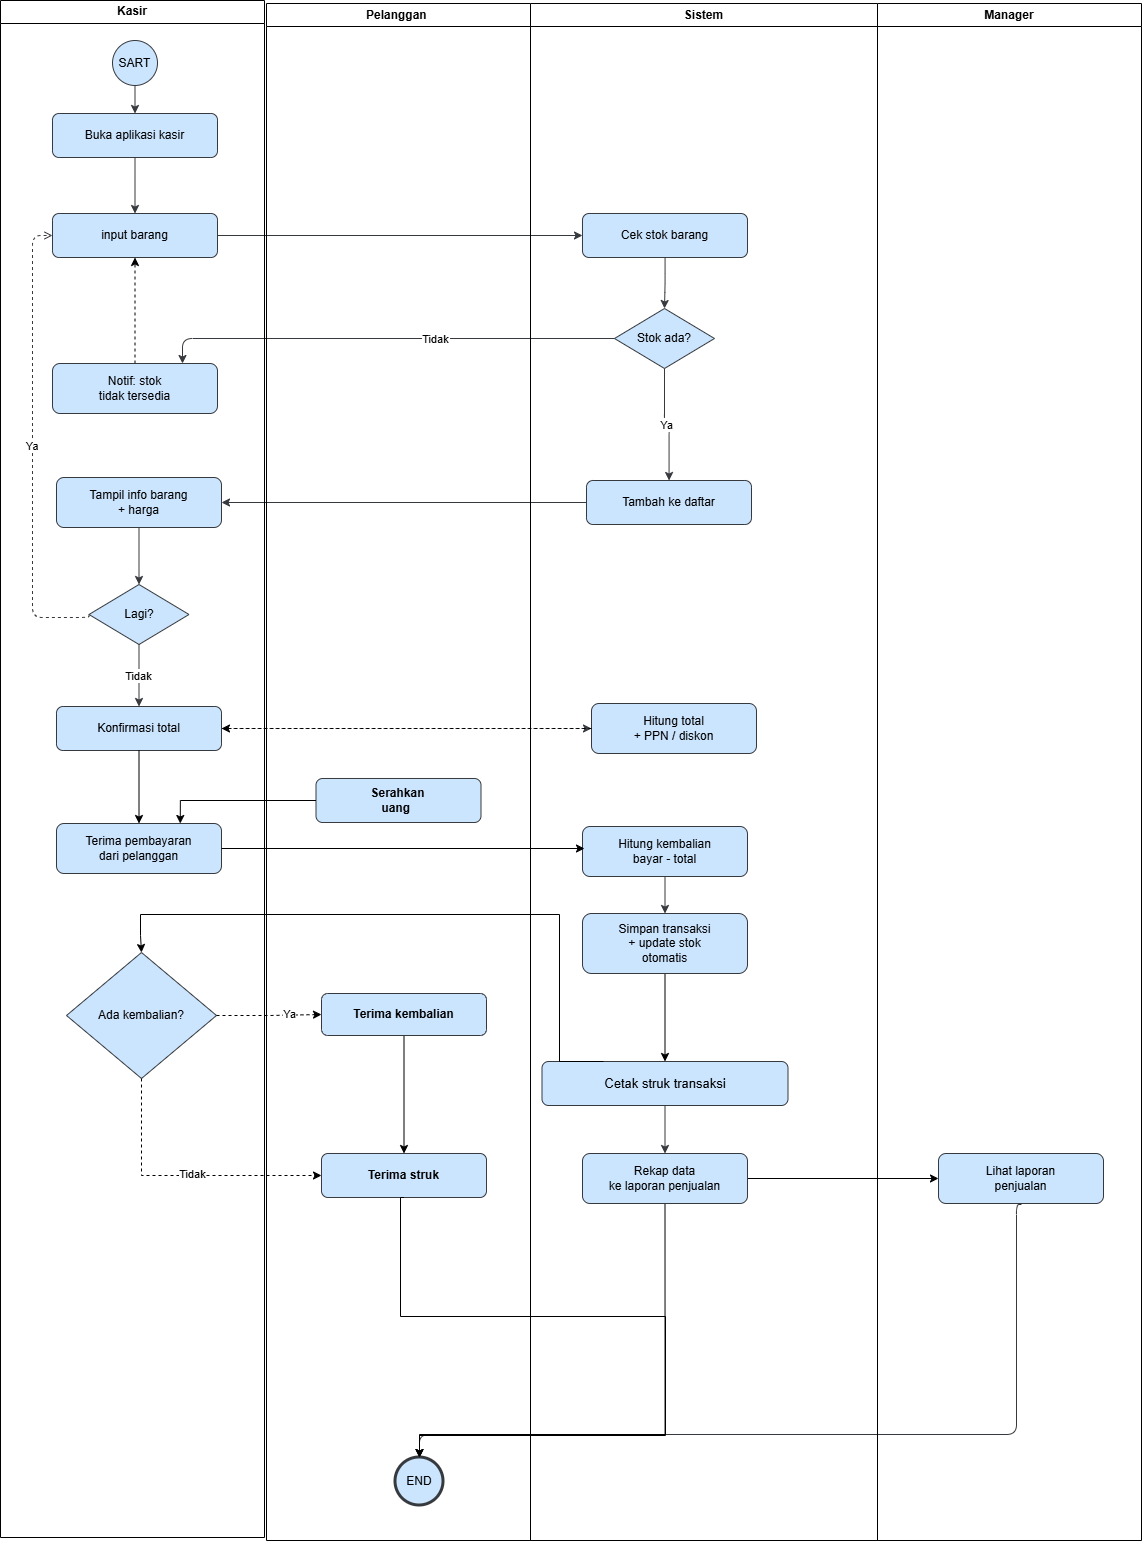 Kasir
Pelanggan
Sistem
Manager
SART
Buka aplikasi kasir
input barang
Cek stok barang
Stok ada?
Tidak
Notif: stok
tidak tersedia
Ya
Ya
Tampil info barang
+ harga
Tambah ke daftar
Lagi?
Tidak
Konfirmasi total
Hitung total
+ PPN / diskon
Serahkan
uang
Terima pembayaran
dari pelanggan
Hitung kembalian
bayar - total
Simpan transaksi
+ update stok
otomatis
Ada kembalian?
Ya
Terima kembalian
Cetak struk transaksi
Tidak
Terima struk
Rekap data
ke laporan penjualan
Lihat laporan
penjualan
END